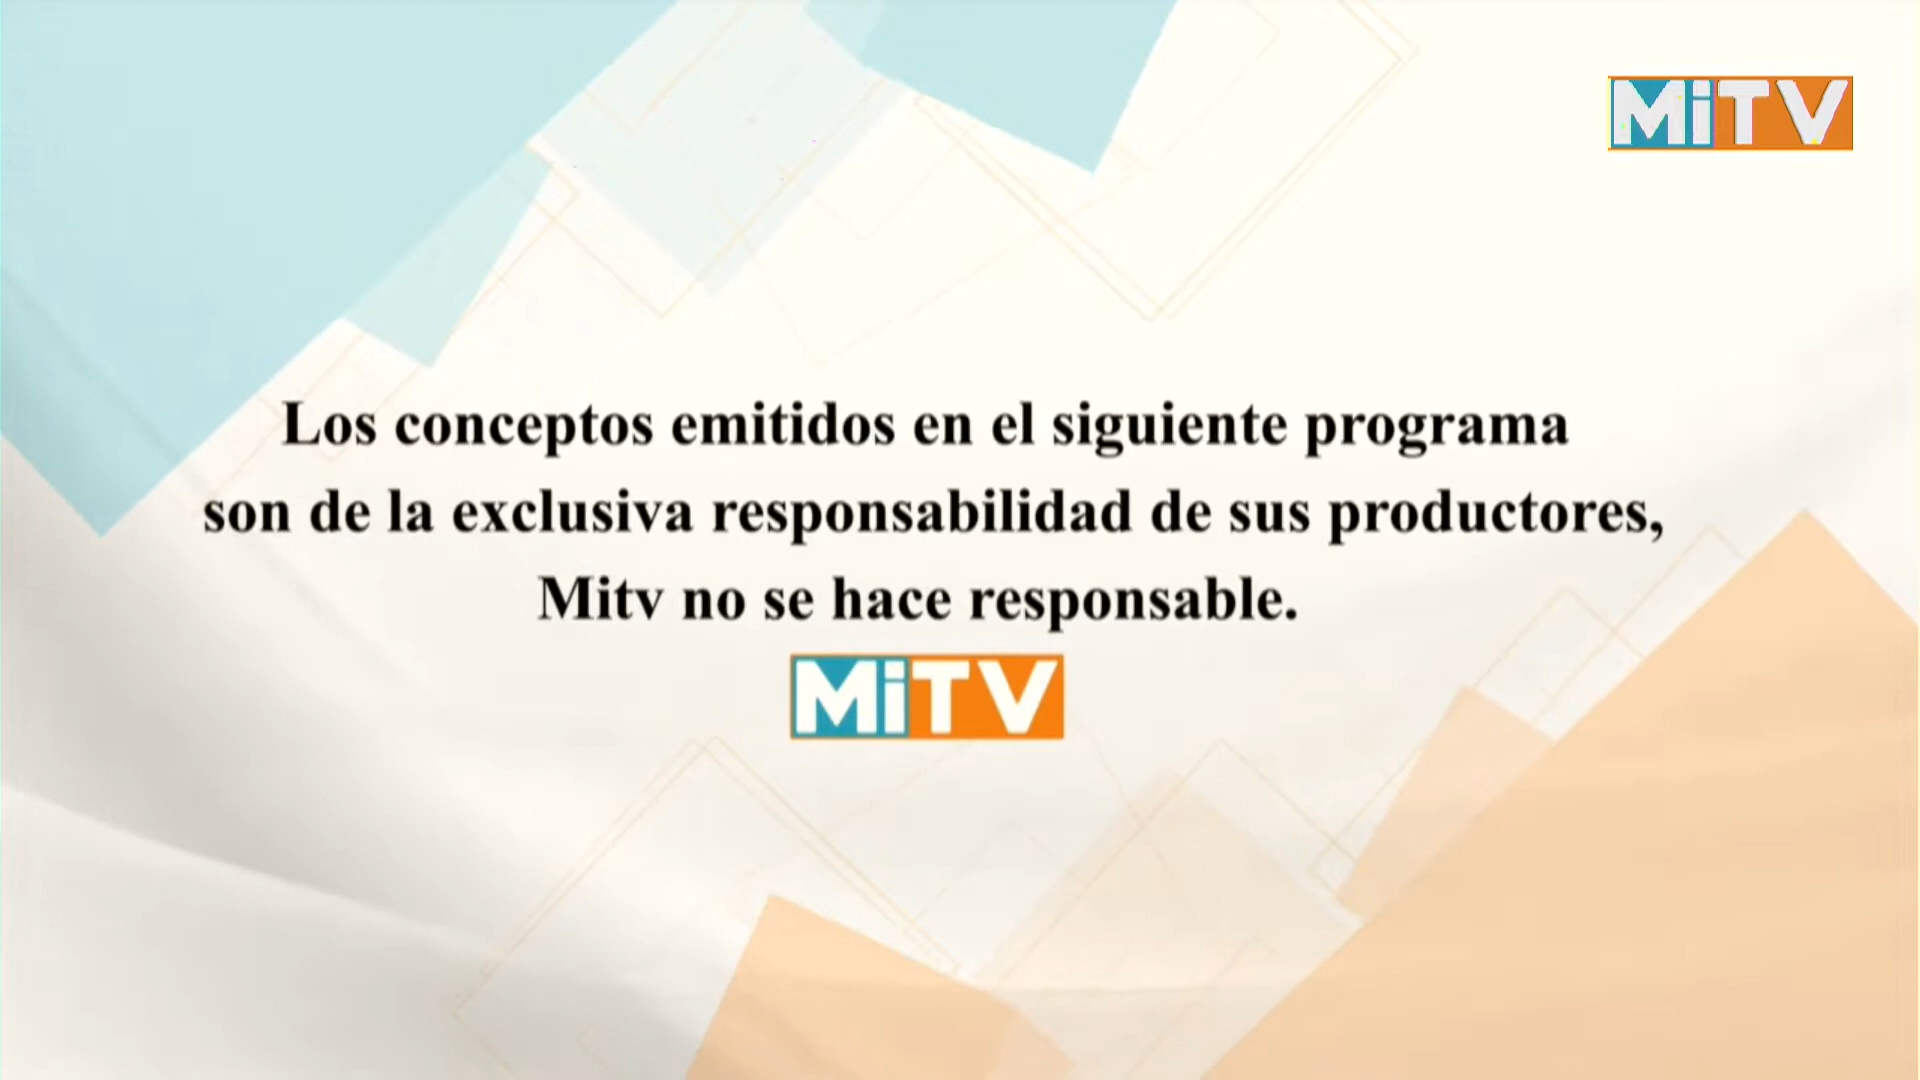 MiTV
Los conceptos emitidos en el siguiente programa
son de la exclusiva responsabilidad de sus productores,
Mitv no se hace responsable.
MiTV